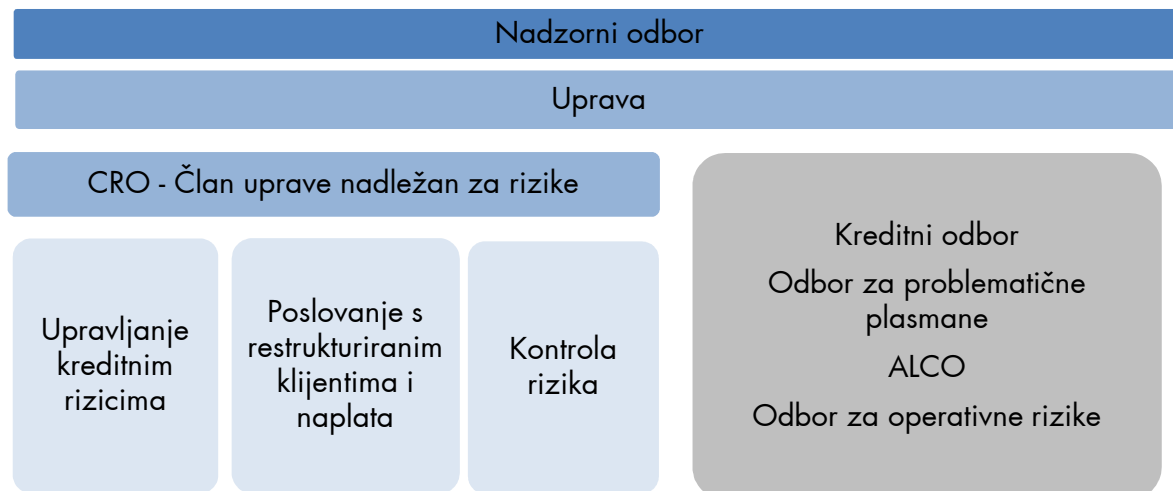 Nadzorni odbor
Uprava
CRO - Član uprave nadležan za rizike
Upravljanje
kreditnim
rizicima
Poslovanje s
restrukturiranim
klijentima i
naplata
Kontrola
rizika
Kreditni odbor
Odbor za problematične
plasmane
ALCO
Odbor za operativne rizike